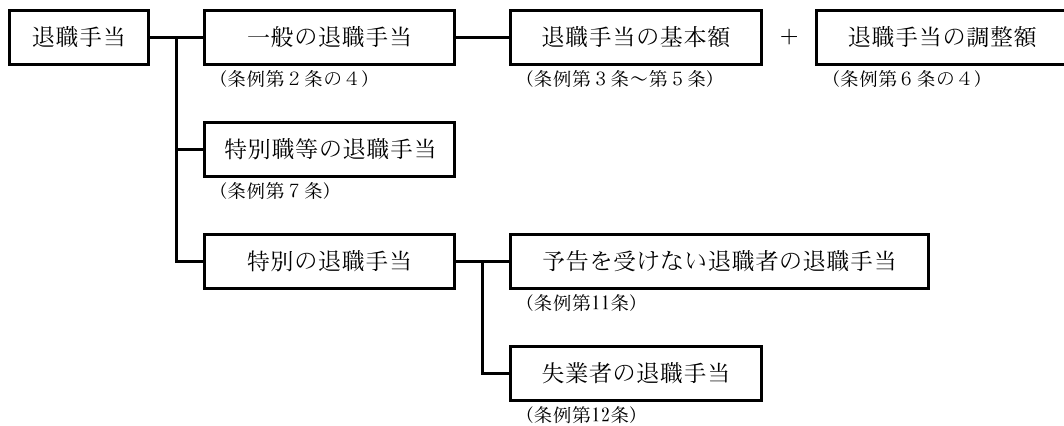 退職手当 一般の退職手当 退職手当の基本額 ＋ 退職手当の調整額
（条例第２条の４） （条例第３条～第５条） （条例第６条の４）
特別職等の退職手当
（条例第７条）
特別の退職手当 予告を受けない退職者の退職手当
（条例第11条）
失業者の退職手当
（条例第12条）